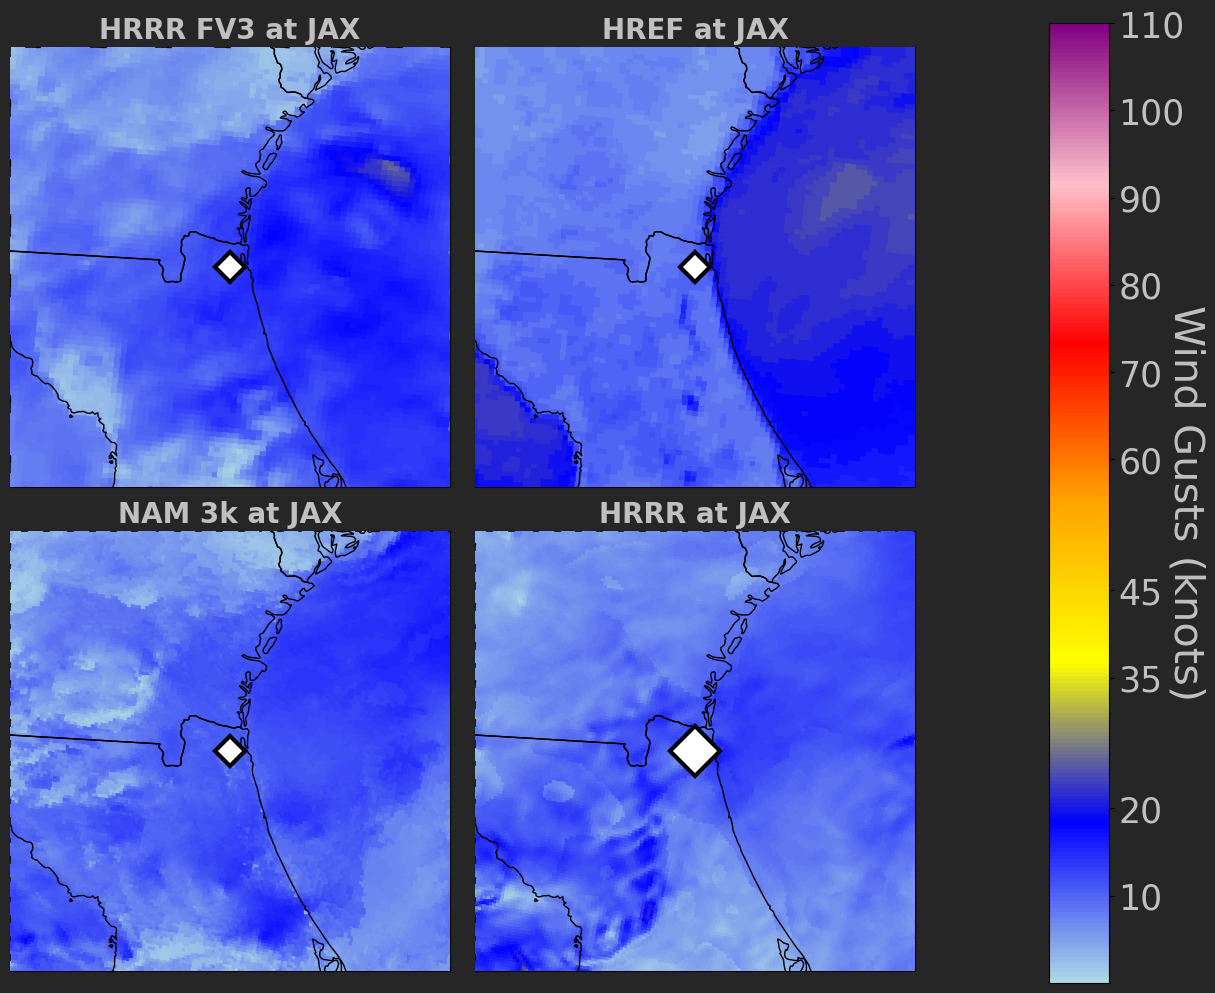 HRRR FV3 at JAX
HREF at JAX
NAM 3k at JAX
HRRR at JAX
110
100
90
80
70
60
45
35
20
10
Wind Gusts (knots)